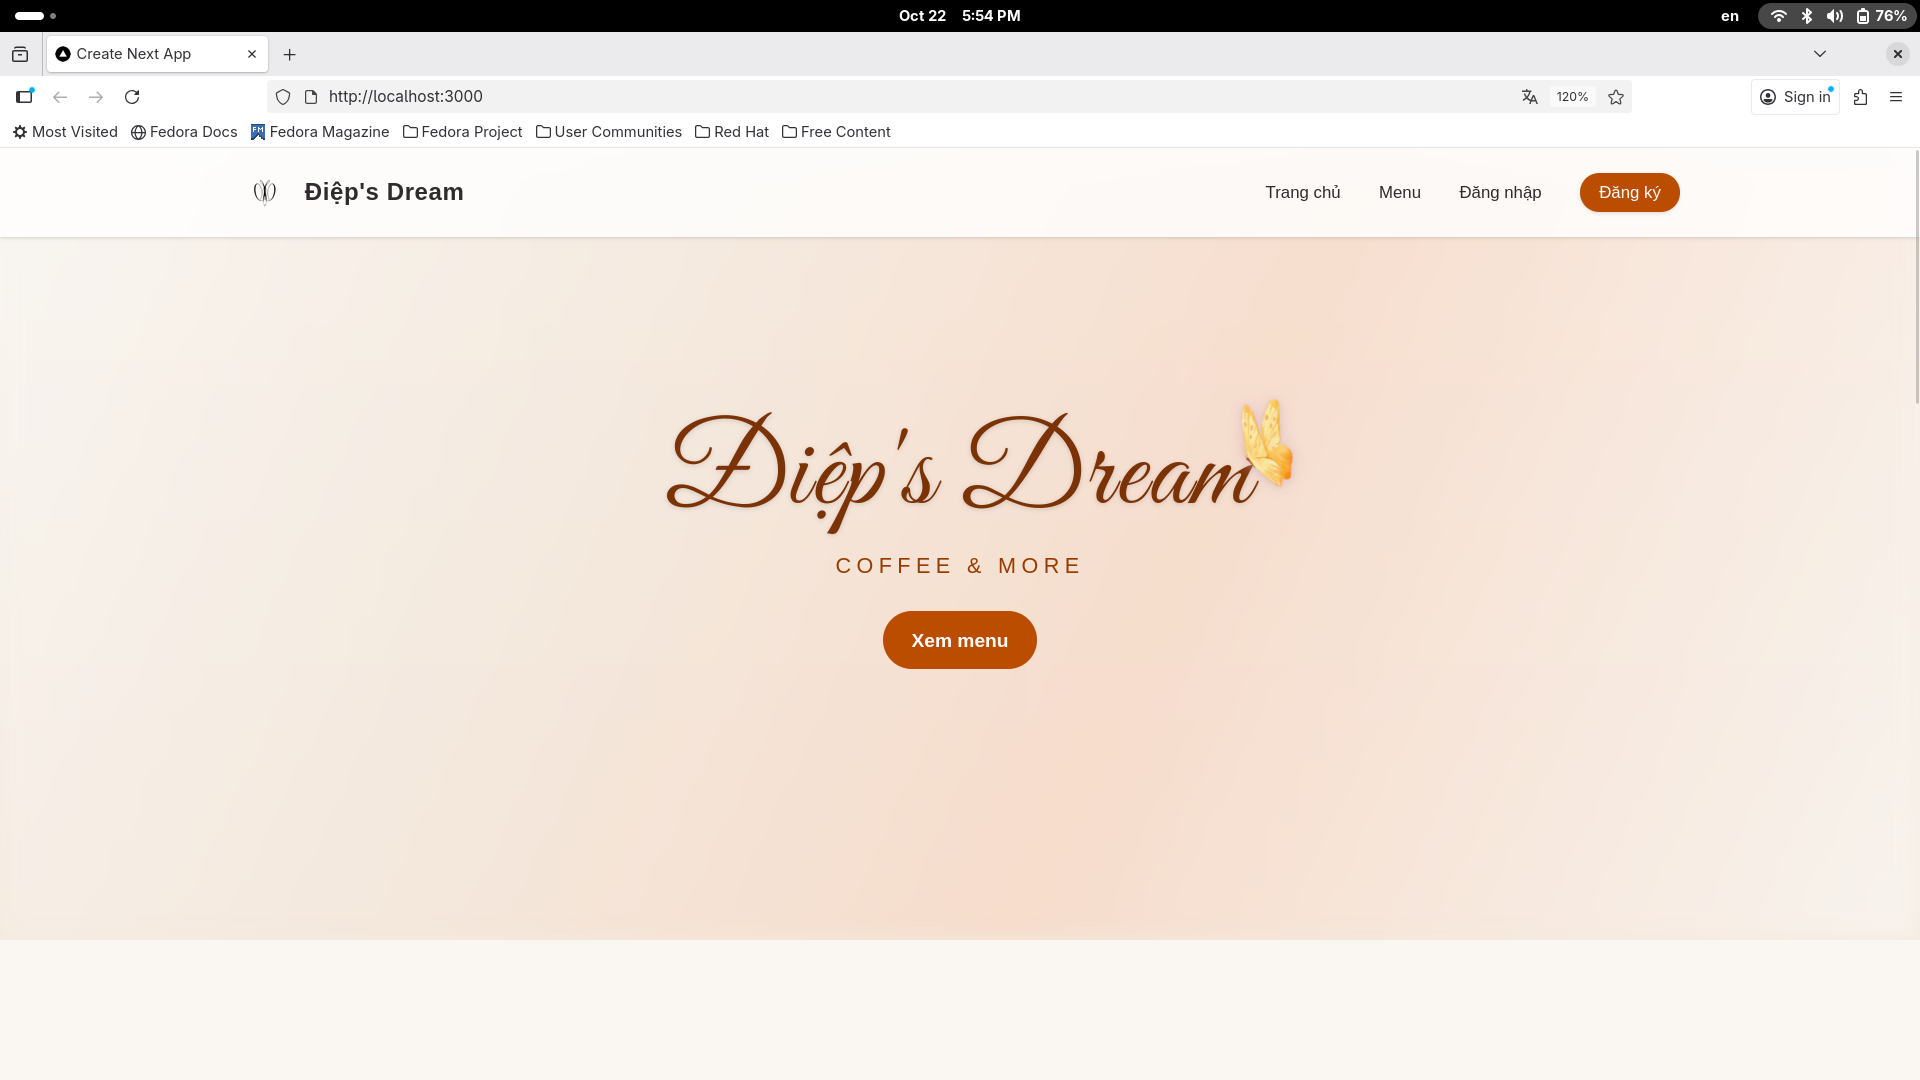 Oct 22 5:54 PM
en
76%
Create Next App
http://localhost:3000
120%
Sign in
Most Visited
Fedora Docs
FM
Fedora Magazine
Fedora Project
User Communities
Red Hat
Free Content
Điệp's Dream
Trang chủ
Menu
Đăng nhập
Đăng ký
Điệp's Dream
COFFEE & MORE
Xem menu